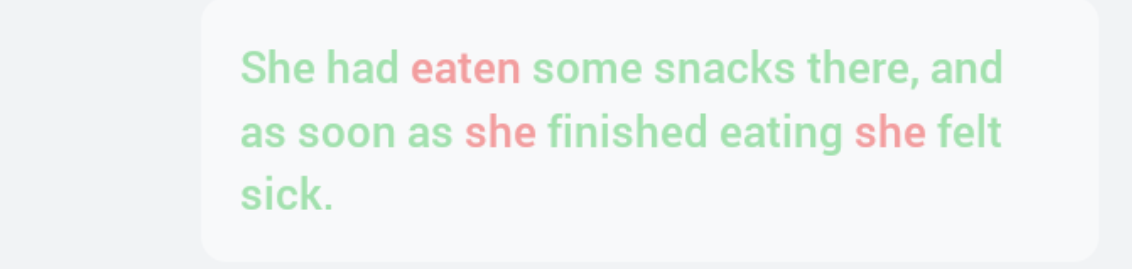 She had eaten some snacks there, and
as soon as she finished eating she felt
sick.